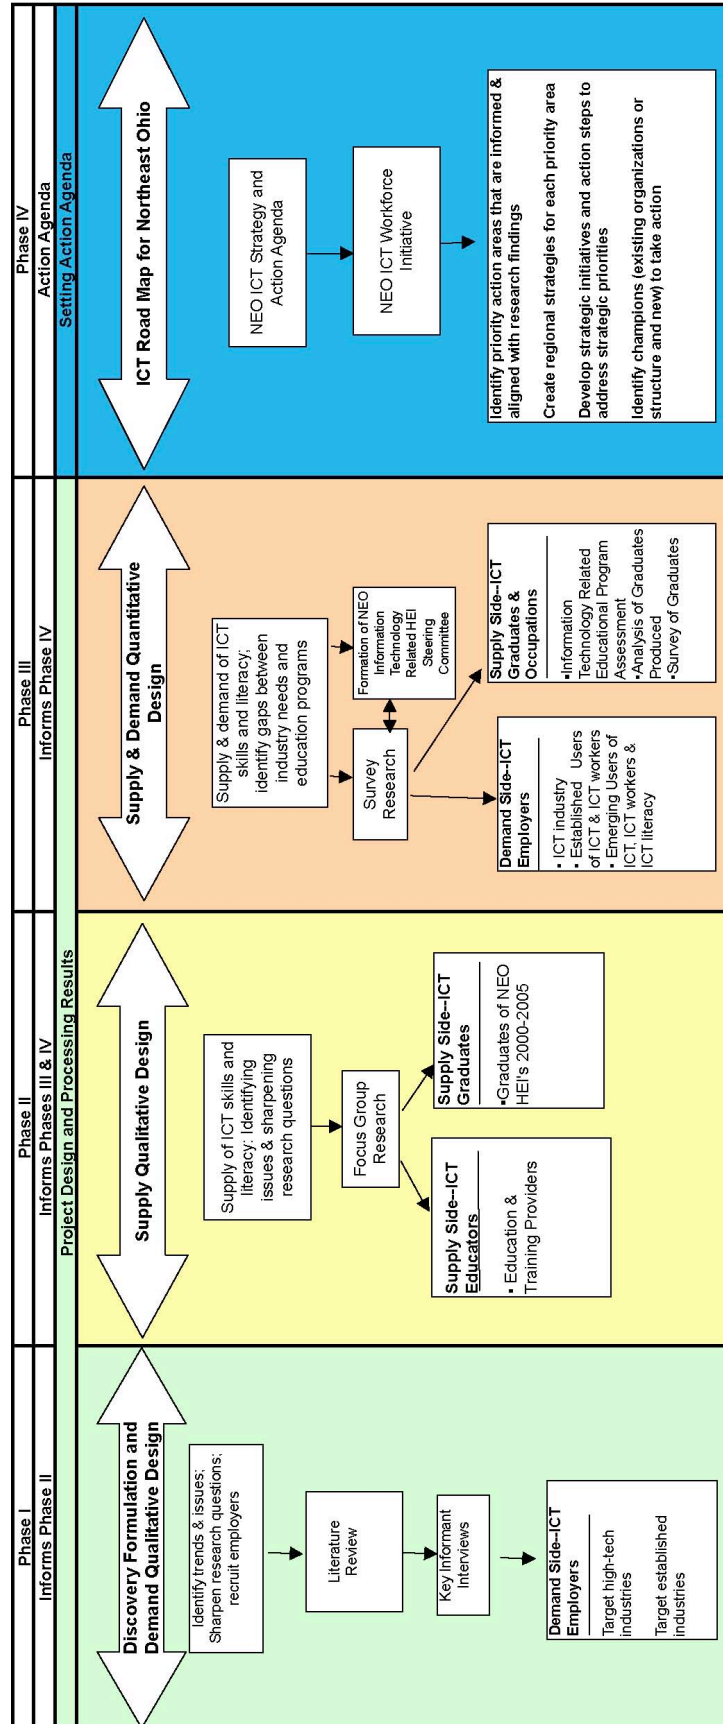 Phase I
Informs Phase II
Phase II
Informs Phases III & IV
Phase III
Informs Phase IV
Phase IV
Action Agenda
Project Design and Processing Results
Setting Action Agenda
Discovery Formulation and
Demand Qualitative Design
Identify trends & issues;
Sharpen research questions;
recruit employers
Literature
Review
Key Informant
Interviews
Demand Side--ICT
Employers
Target high-tech
industries
Target established
industries
Supply Qualitative Design
Supply of ICT skills and
literacy: Identifying
issues & sharpening
research questions
Focus Group
Research
Supply Side--ICT
Educators
• Education &
Training Providers
Supply Side--ICT
Graduates
•Graduates of NEO
HEI's 2000-2005
Supply & Demand Quantitative
Design
Supply & demand of ICT
skills and literacy;
identify gaps between
industry needs and
education programs
Survey
Research
Formation of NEO
Information
Technology
Related HEI
Steering
Committee
Demand Side--ICT
Employers
• ICT industry
• Established Users
of ICT & ICT workers
• Emerging Users of
ICT, ICT workers &
ICT literacy
Supply Side--ICT
Graduates &
Occupations
•Information
Technology Related
Educational Program
Assessment
•Analysis of Graduates
Produced
•Survey of Graduates
ICT Road Map for Northeast Ohio
NEO ICT Strategy and
Action Agenda
NEO ICT Workforce
Initiative
Identify priority action areas that are informed &
aligned with research findings
Create regional strategies for each priority area
Develop strategic initiatives and action steps to
address strategic priorities
Identify champions (existing organizations or
structure and new) to take action